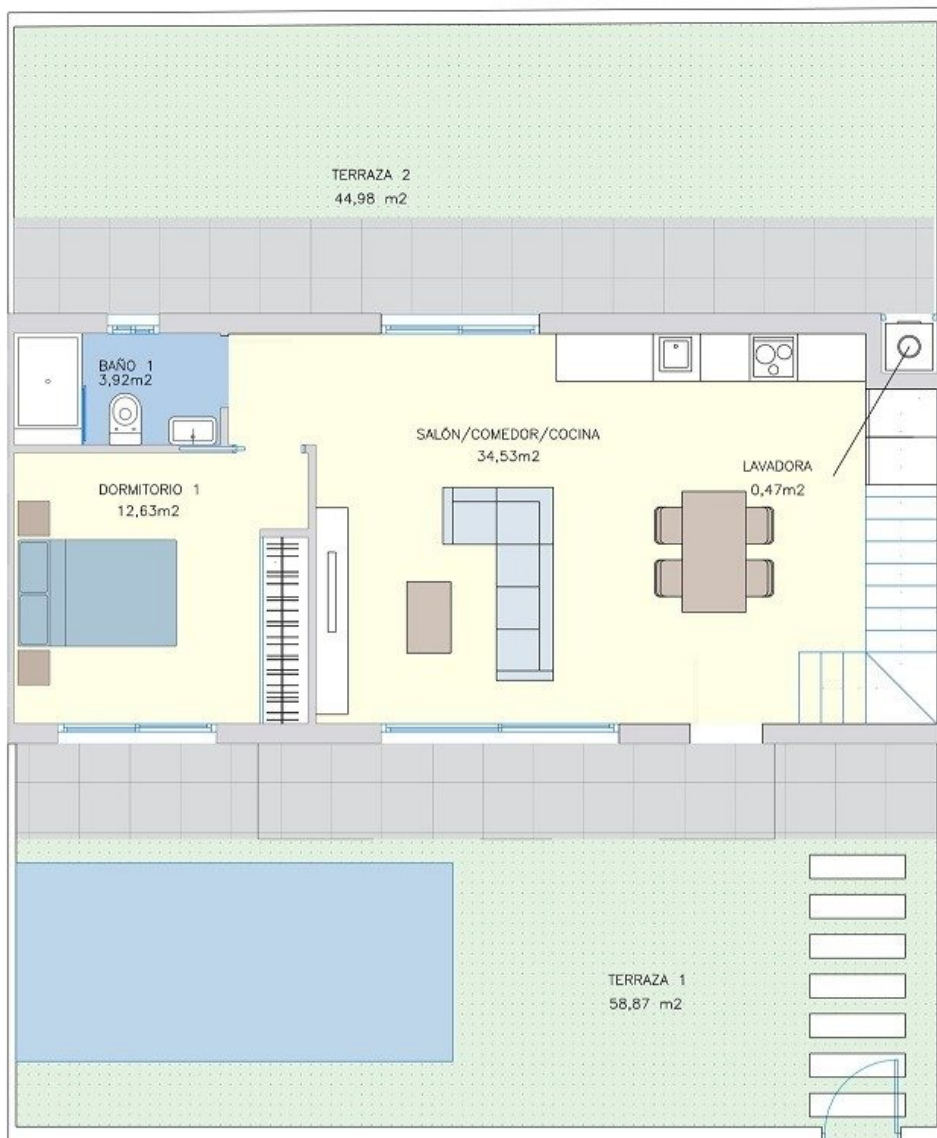 TERRAZA 2
44,98 m2
BAÑO 1
3,92m2
SALÓN/COMEDOR/COCINA
34,53m2
LAVADORA
0,47m2
DORMITORIO 1
12,63m2
TERRAZA 1
58,87 m2